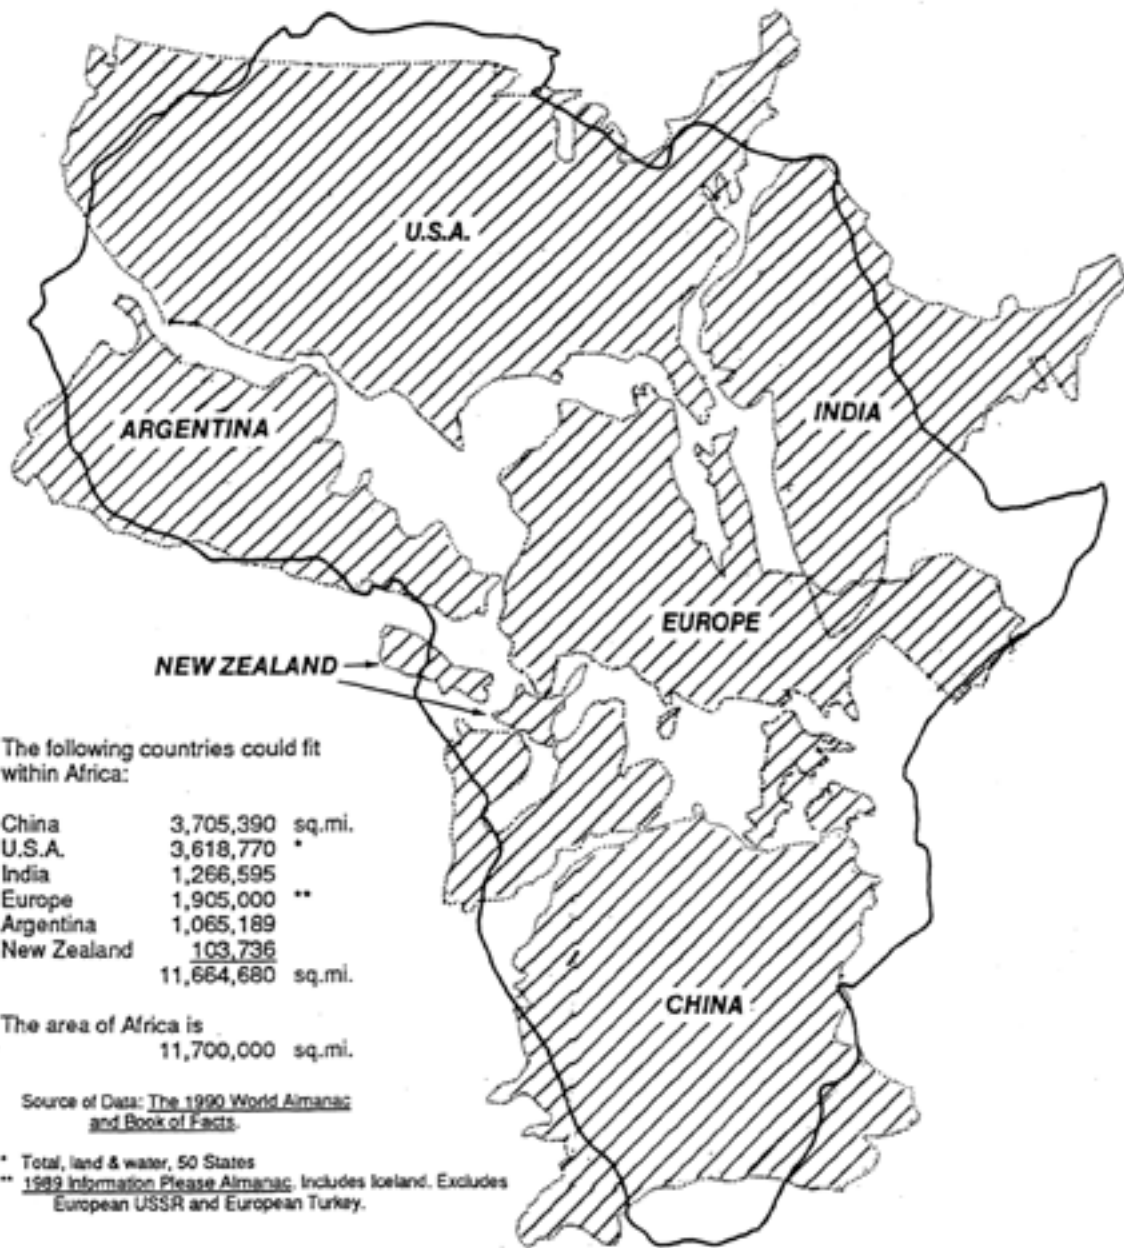 U.S.A.
ARGENTINA
INDIA
EUROPE
NEW ZEALAND
CHINA
The following countries could fit
within Africa:
China 3,705,390 sq.mi.
U.S.A. 3,618,770 *
India 1,266,595
Europe 1,905,000 **
Argentina 1,065,189
New Zealand 103,736
11,664,680 sq.mi.
The area of Africa is
11,700,000 sq.mi.
Source of Data: The 1990 World Almanac
and Book of Facts.
* Total, land & water, 50 States
** 1989 Information Please Almanac. Includes Iceland. Excludes
European USSR and European Turkey.